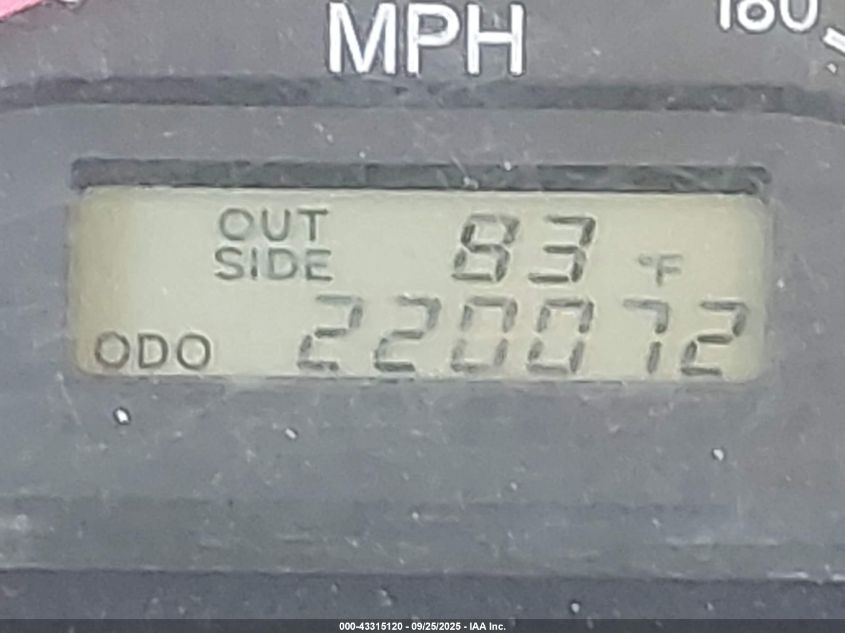 MPH
160
OUT
SIDE
83 °F
ODO 220072
000-43315120 - 09/25/2025 - IAA Inc.